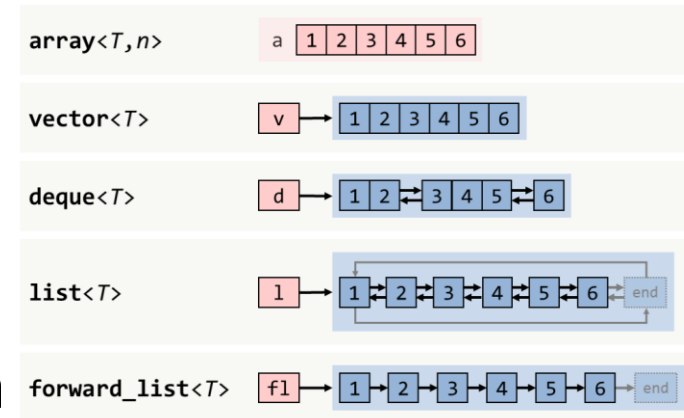 array<T,n> a 1 2 3 4 5 6
vector<T> v 1 2 3 4 5 6
deque<T> d 1 2 3 4 5 6
list<T> l 1 2 3 4 5 6 end
forward_list<T> fl 1 2 3 4 5 6 end